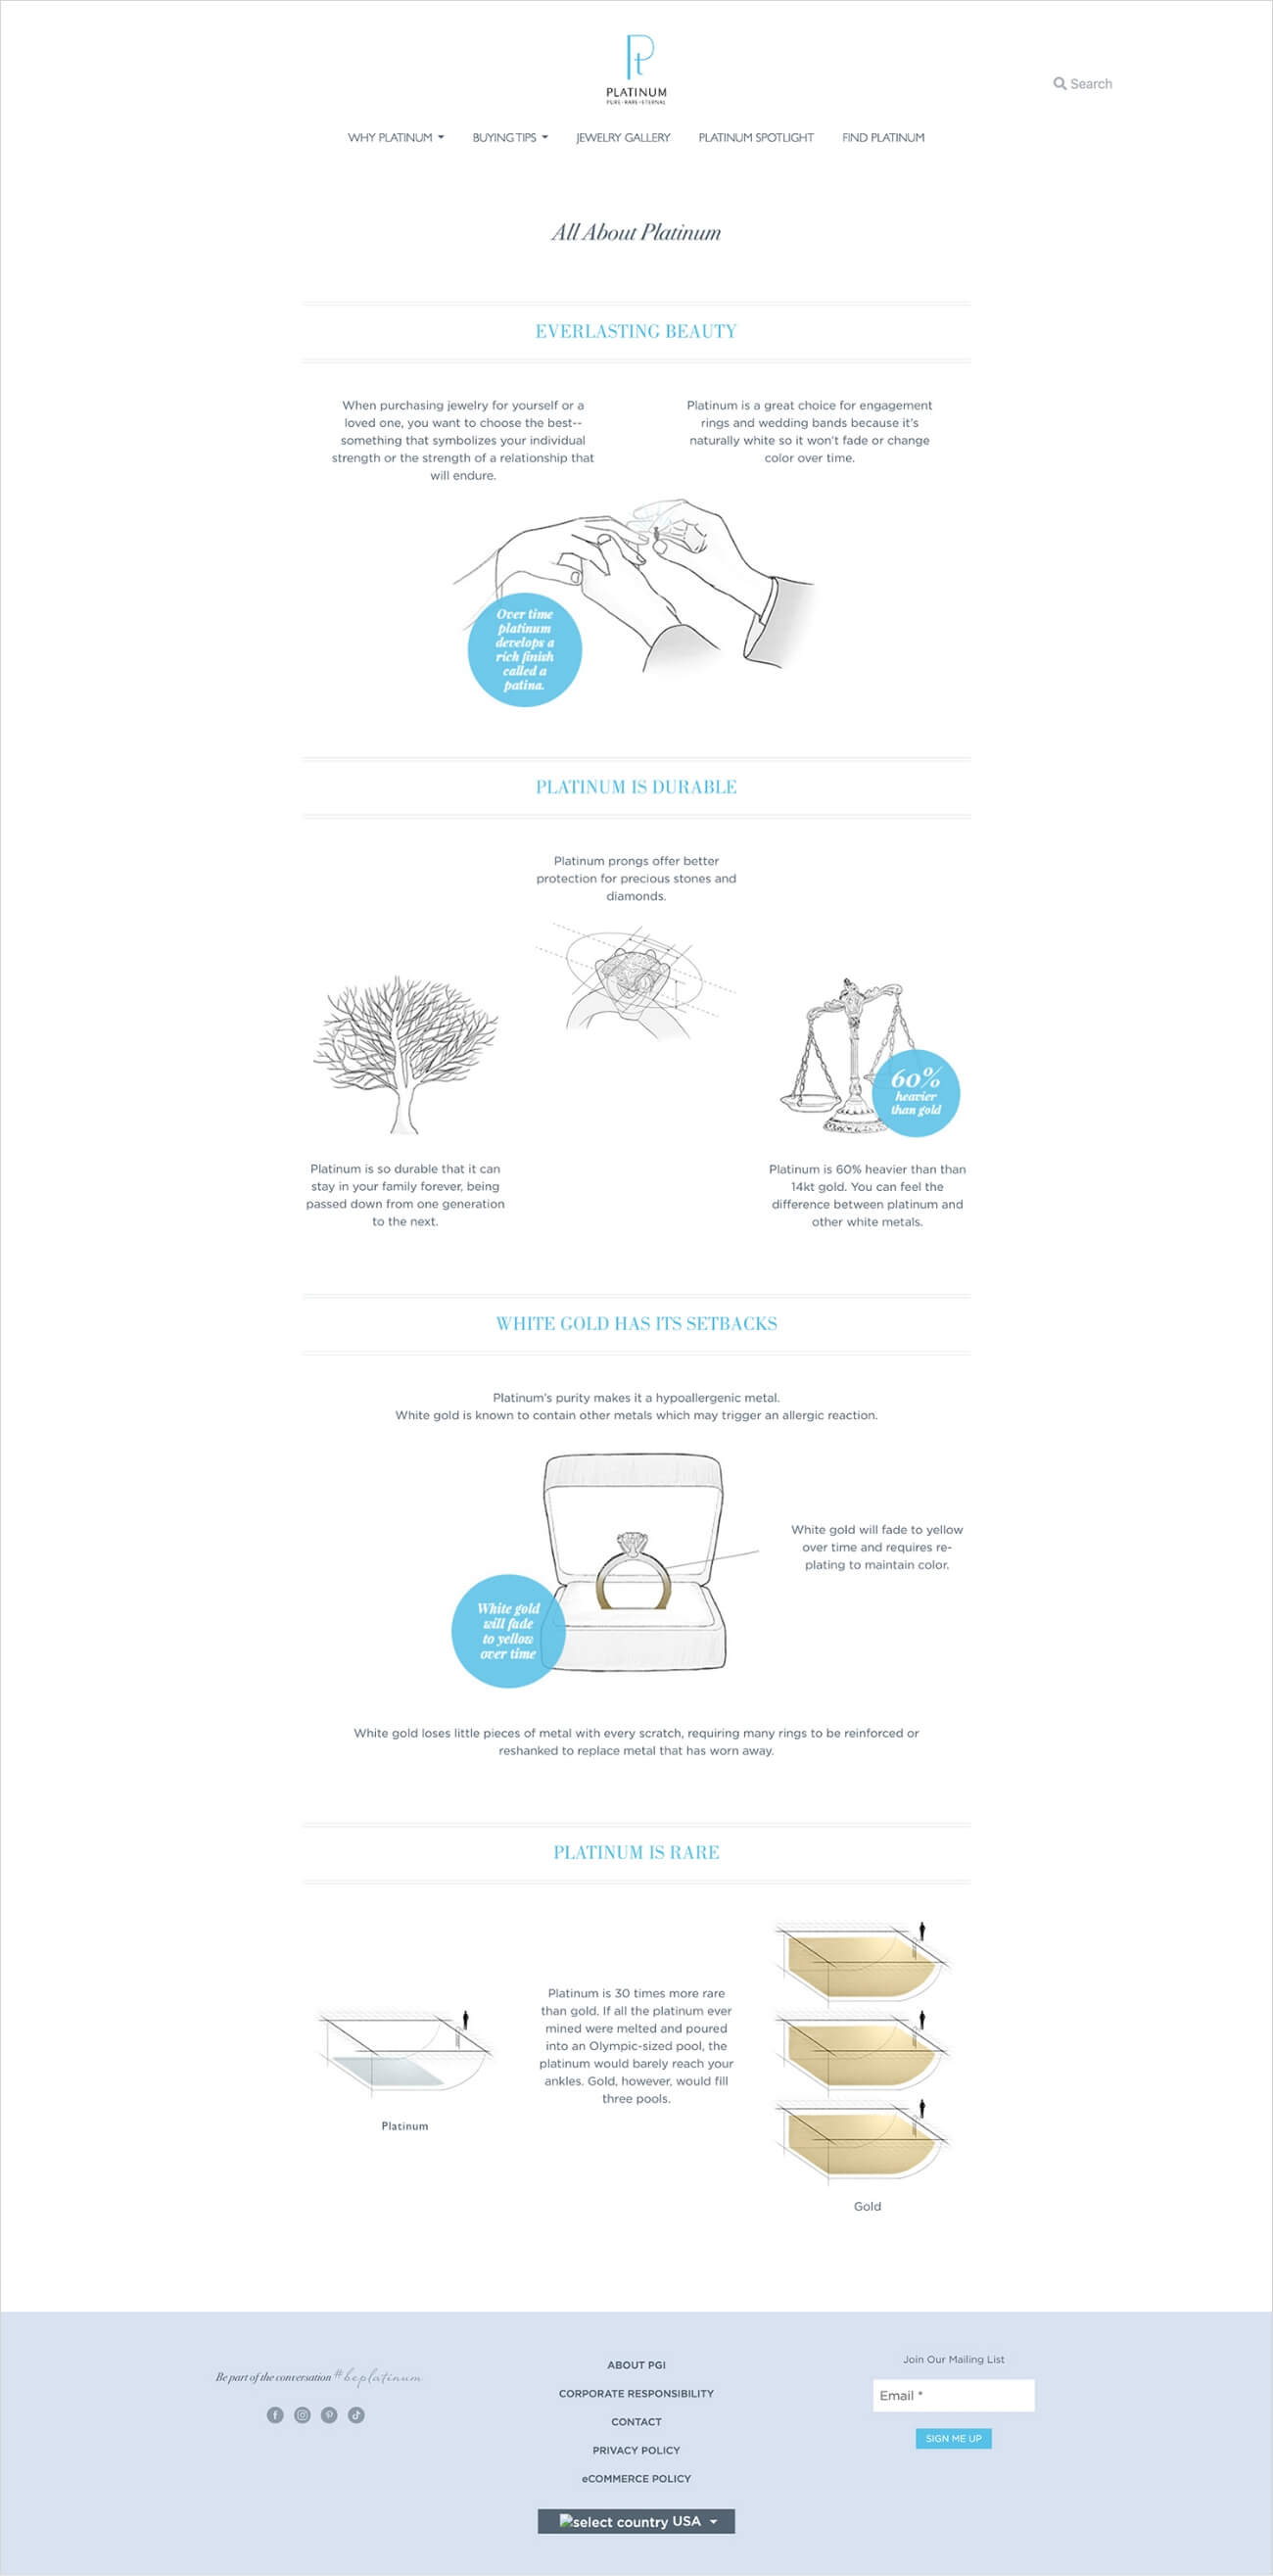 PLATINUM
PURE·RARE·ETERNAL
Search
WHY PLATINUM
BUYING TIPS
JEWELRY GALLERY
PLATINUM SPOTLIGHT
FIND PLATINUM
All About Platinum
EVERLASTING BEAUTY
When purchasing jewelry for yourself or a
loved one, you want to choose the best--
something that symbolizes your individual
strength or the strength of a relationship that
will endure.
Platinum is a great choice for engagement
rings and wedding bands because it's
naturally white so it won't fade or change
color over time.
Over time
platinum
develops a
rich finish
called a
patina.
PLATINUM IS DURABLE
Platinum prongs offer better
protection for precious stones and
diamonds.
60%
heavier
than gold
Platinum is so durable that it can
stay in your family forever, being
passed down from one generation
to the next.
Platinum is 60% heavier than than
14kt gold. You can feel the
difference between platinum and
other white metals.
WHITE GOLD HAS ITS SETBACKS
Platinum's purity makes it a hypoallergenic metal.
White gold is known to contain other metals which may trigger an allergic reaction.
White gold will fade to yellow
over time and requires re-
plating to maintain color.
White gold
will fade
to yellow
over time
White gold loses little pieces of metal with every scratch, requiring many rings to be reinforced or
reshanked to replace metal that has worn away.
PLATINUM IS RARE
Platinum is 30 times more rare
than gold. If all the platinum ever
mined were melted and poured
into an Olympic-sized pool, the
platinum would barely reach your
ankles. Gold, however, would fill
three pools.
Platinum
Gold
Be part of the conversation #beplatinum
ABOUT PGI
CORPORATE RESPONSIBILITY
CONTACT
PRIVACY POLICY
eCOMMERCE POLICY
select country USA
Join Our Mailing List
Email *
SIGN ME UP